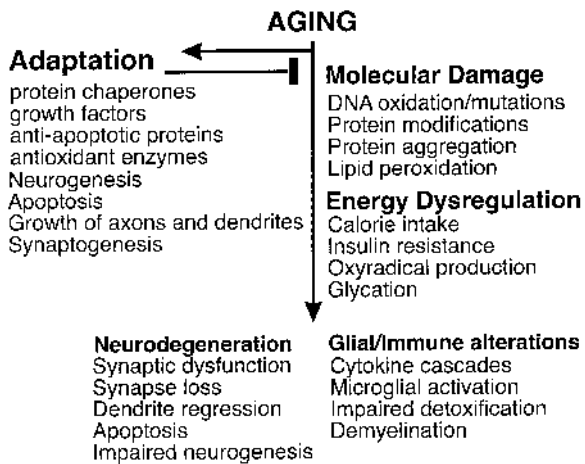 AGING
Adaptation
protein chaperones
growth factors
anti-apoptotic proteins
antioxidant enzymes
Neurogenesis
Apoptosis
Growth of axons and dendrites
Synaptogenesis
Molecular Damage
DNA oxidation/mutations
Protein modifications
Protein aggregation
Lipid peroxidation
Energy Dysregulation
Calorie intake
Insulin resistance
Oxyradical production
Glycation
Neurodegeneration
Synaptic dysfunction
Synapse loss
Dendrite regression
Apoptosis
Impaired neurogenesis
Glial/Immune alterations
Cytokine cascades
Microglial activation
Impaired detoxification
Demyelination